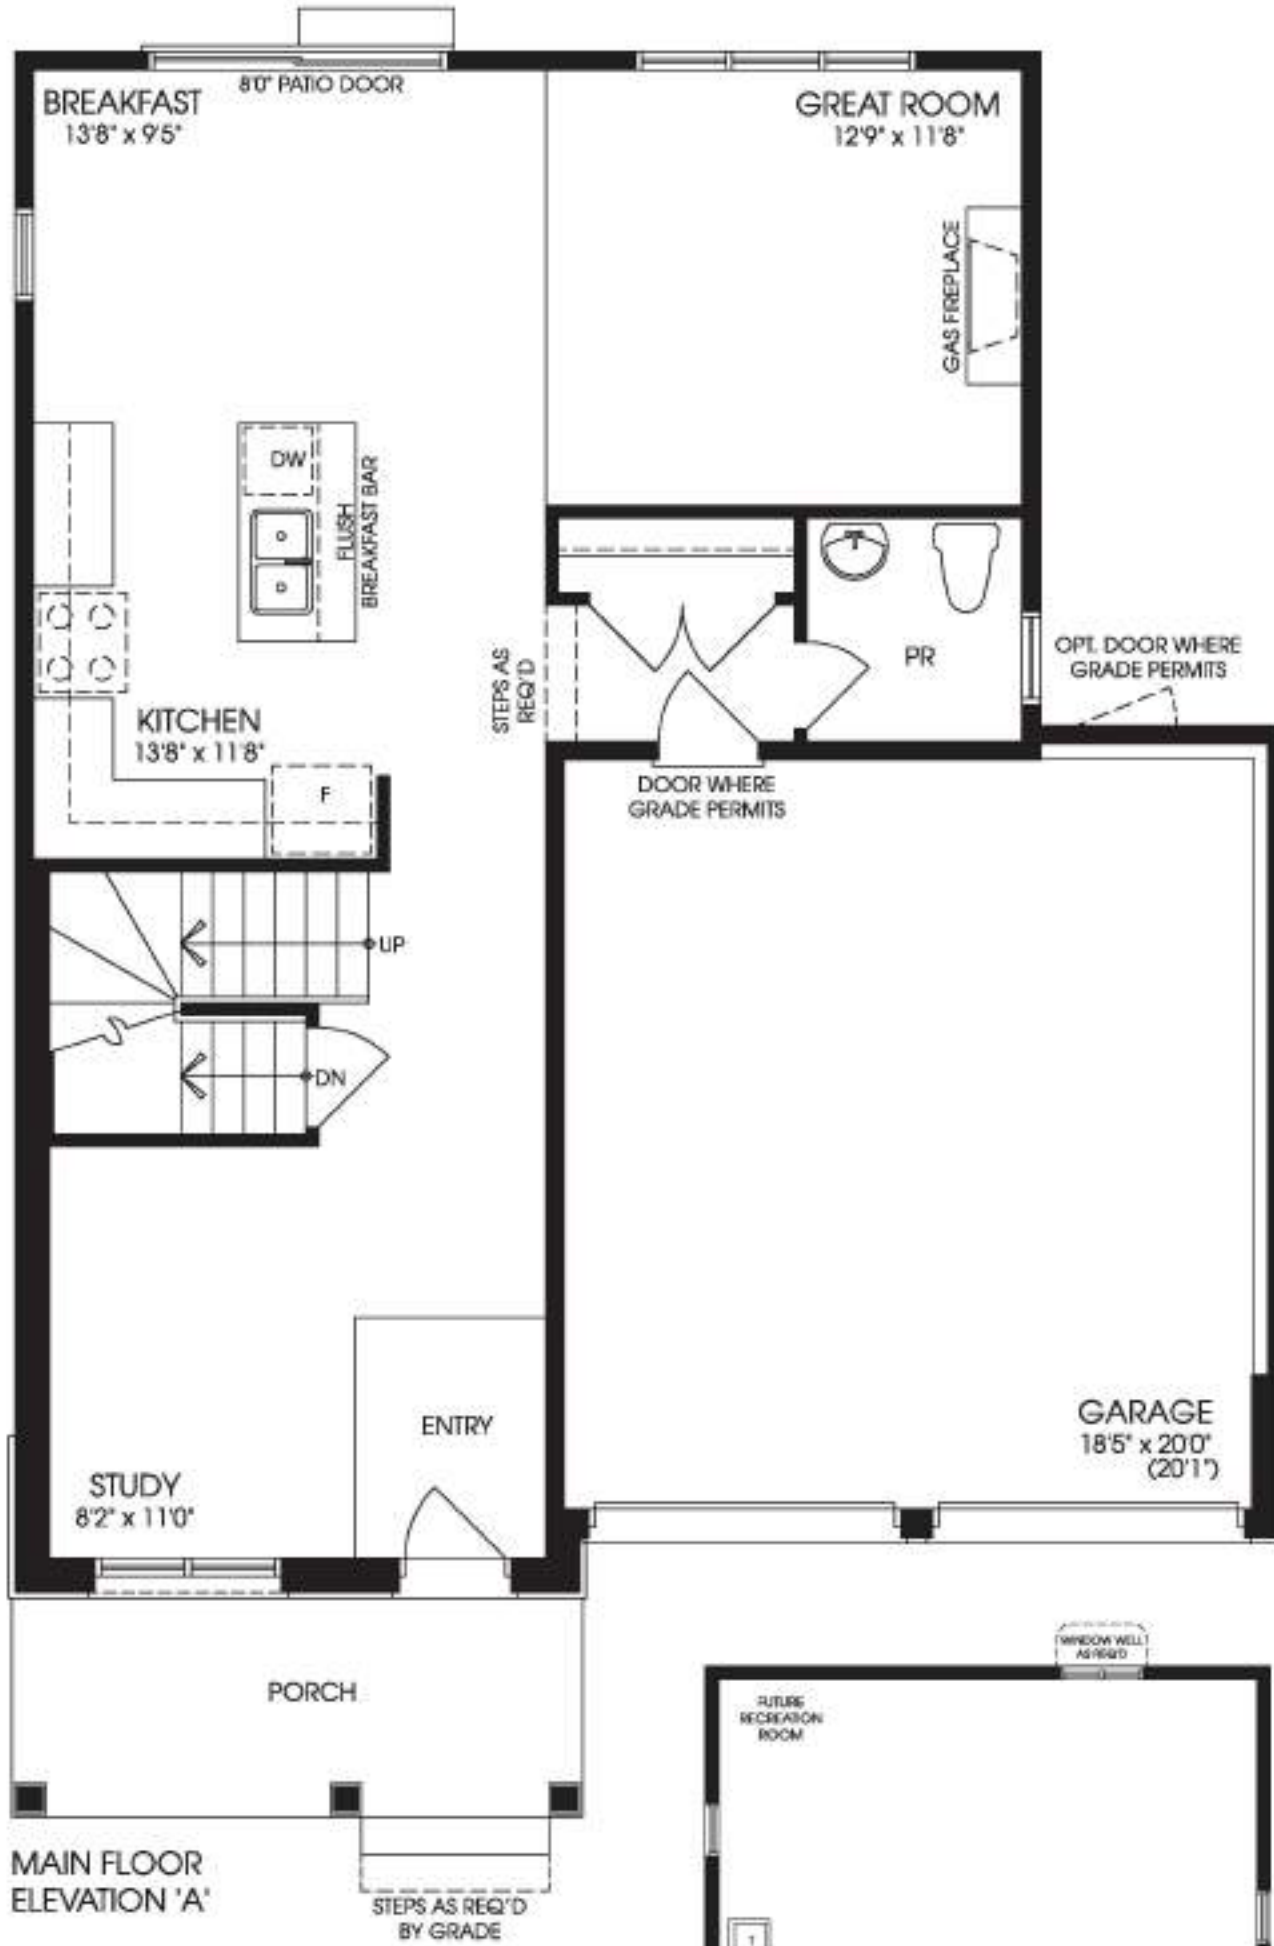 8'0" PATIO DOOR
BREAKFAST
13'8" x 9'5"
GREAT ROOM
12'9" x 11'8"
GAS FIREPLACE
DW
FLUSH
BREAKFAST BAR
STEPS AS
REQ'D
PR
OPT. DOOR WHERE
GRADE PERMITS
KITCHEN
13'8" x 11'8"
F
DOOR WHERE
GRADE PERMITS
UP
DN
ENTRY
GARAGE
18'5" x 20'0"
(20'1")
STUDY
8'2" x 11'0"
PORCH
WINDOW WELL
AS REQ'D
FUTURE
RECREATION
ROOM
MAIN FLOOR
ELEVATION 'A'
STEPS AS REQ'D
BY GRADE
T